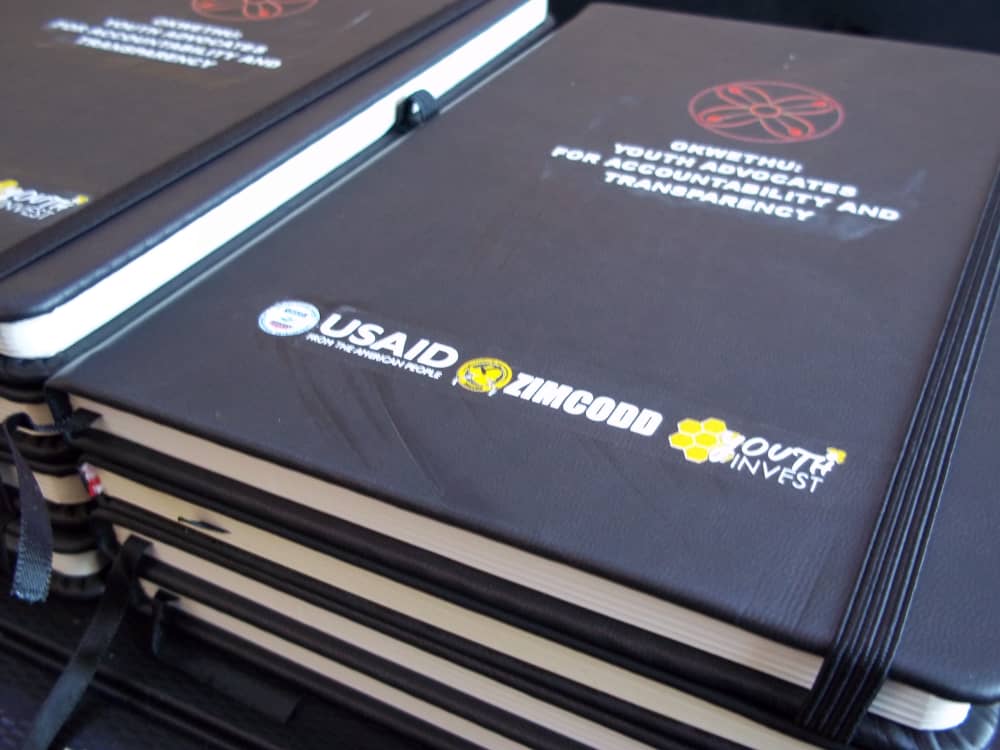 OKWETHU:
YOUTH ADVOCATES
FOR ACCOUNTABILITY AND
TRANSPARENCY
OKWETHU:
YOUTH ADVOCATES
FOR ACCOUNTABILITY AND
TRANSPARENCY
YOUTH
INVEST
USAID
FROM THE AMERICAN PEOPLE
ZIMCODD
YOUTH
INVEST